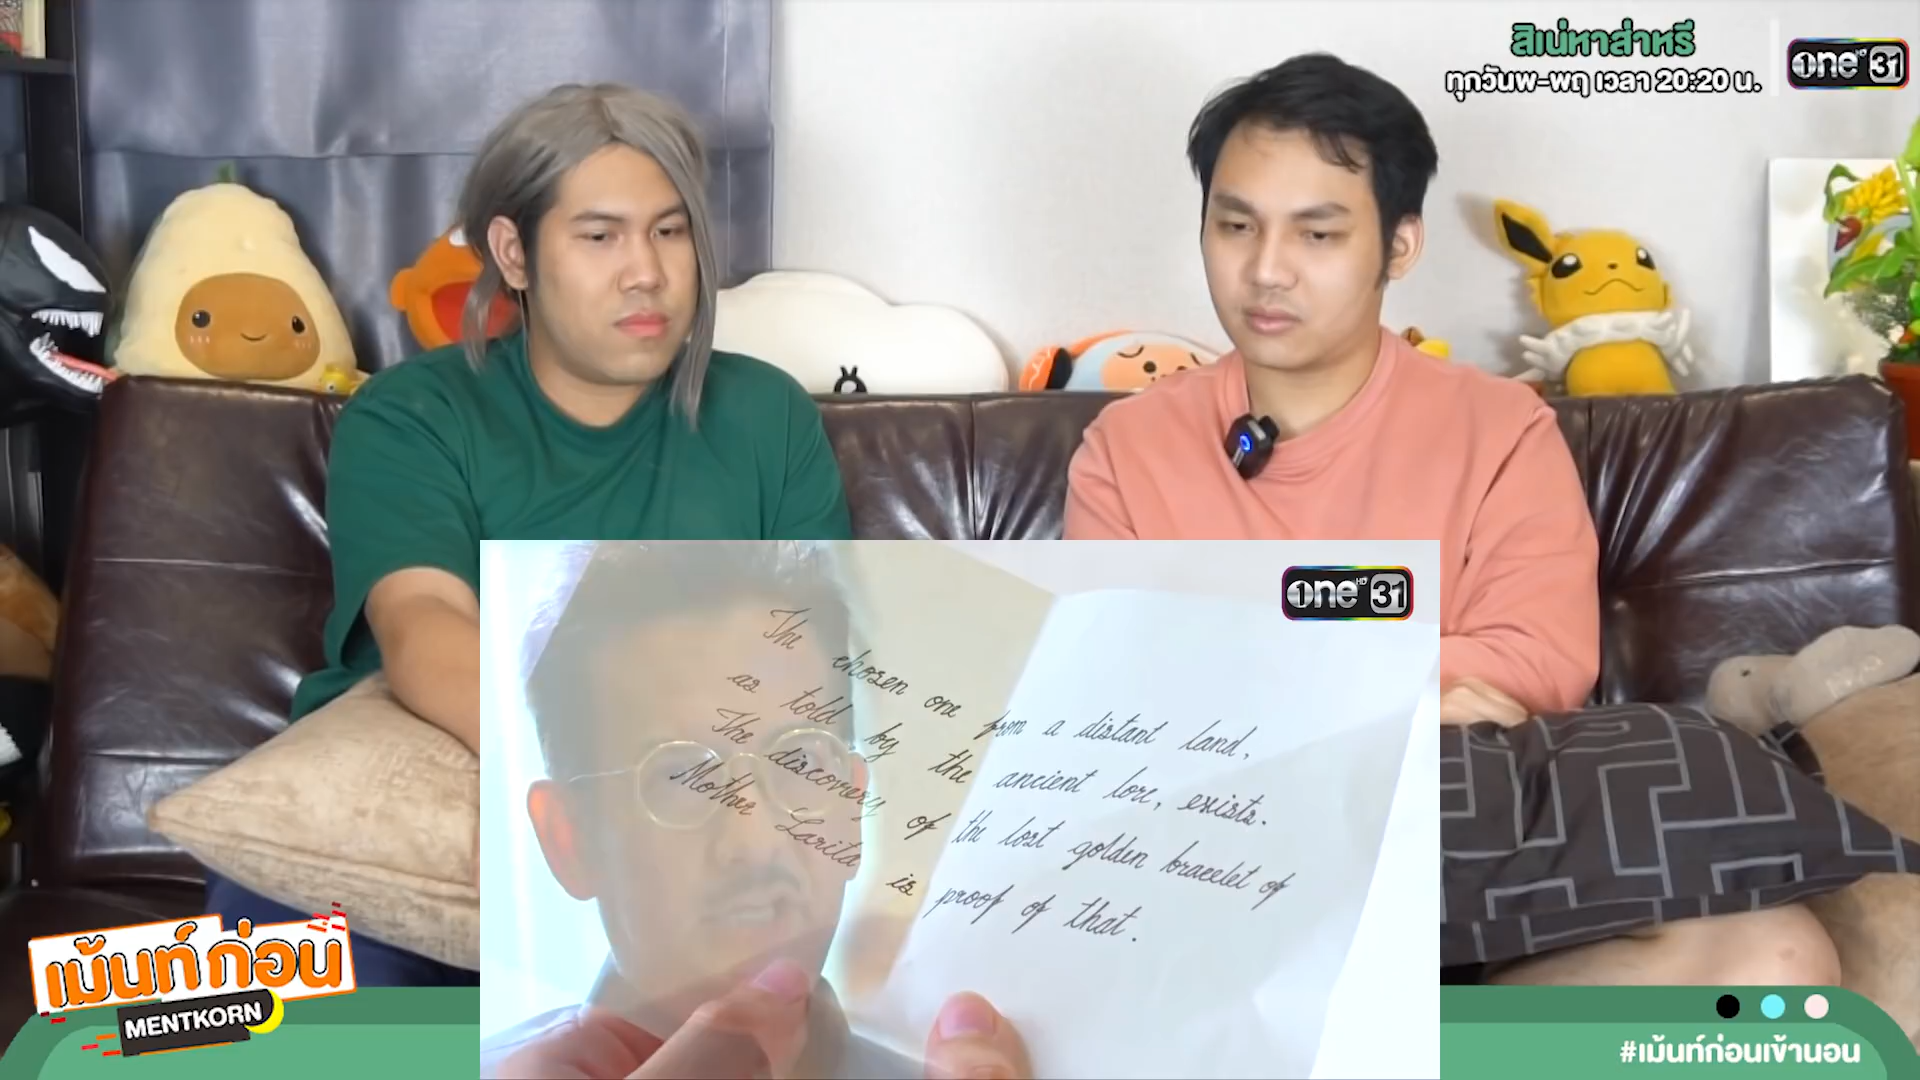 สิเน่หาส่าหรี
ทุกวันพ-พฤ เวลา 20:20 น.
one HD 31
one HD 31
The chosen one from a distant land,
as told by the ancient lore, exists.
The discovery of the lost golden bracelet of
Mother Larita is proof of that.
เม้นท์ก่อน
MENTKORN
#เม้นท์ก่อนเข้านอน